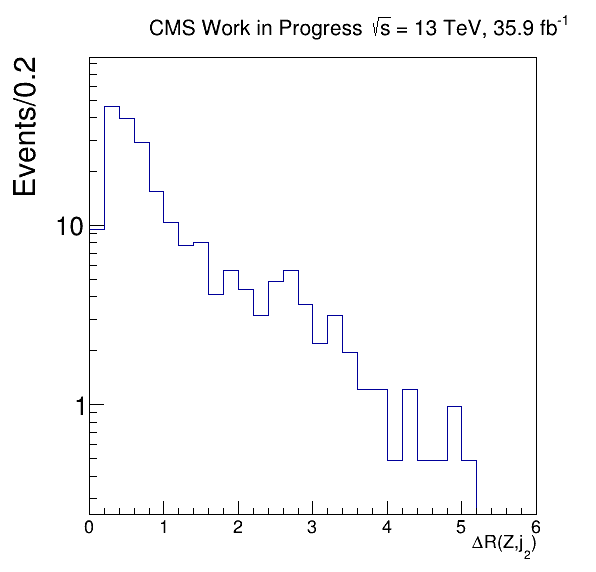 CMS Work in Progress √s = 13 TeV, 35.9 fb⁻¹
Events/0.2
10
1
0 1 2 3 4 5 6
ΔR(Z,j₂)